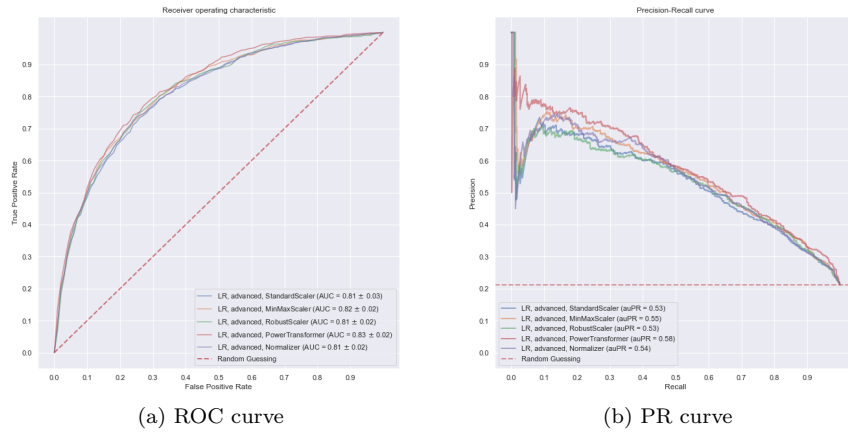 Receiver operating characteristic
True Positive Rate
0.9
0.8
0.7
0.6
0.5
0.4
0.3
0.2
0.1
0.0
LR, advanced, StandardScaler (AUC = 0.81 ± 0.03)
LR, advanced, MinMaxScaler (AUC = 0.82 ± 0.02)
LR, advanced, RobustScaler (AUC = 0.81 ± 0.02)
LR, advanced, PowerTransformer (AUC = 0.83 ± 0.02)
LR, advanced, Normalizer (AUC = 0.81 ± 0.02)
Random Guessing
0.0 0.1 0.2 0.3 0.4 0.5 0.6 0.7 0.8 0.9
False Positive Rate
(a) ROC curve
Precision-Recall curve
Precision
0.9
0.8
0.7
0.6
0.5
0.4
0.3
0.2
0.1
0.0
LR, advanced, StandardScaler (auPR = 0.53)
LR, advanced, MinMaxScaler (auPR = 0.55)
LR, advanced, RobustScaler (auPR = 0.53)
LR, advanced, PowerTransformer (auPR = 0.58)
LR, advanced, Normalizer (auPR = 0.54)
Random Guessing
0.0 0.1 0.2 0.3 0.4 0.5 0.6 0.7 0.8 0.9
Recall
(b) PR curve